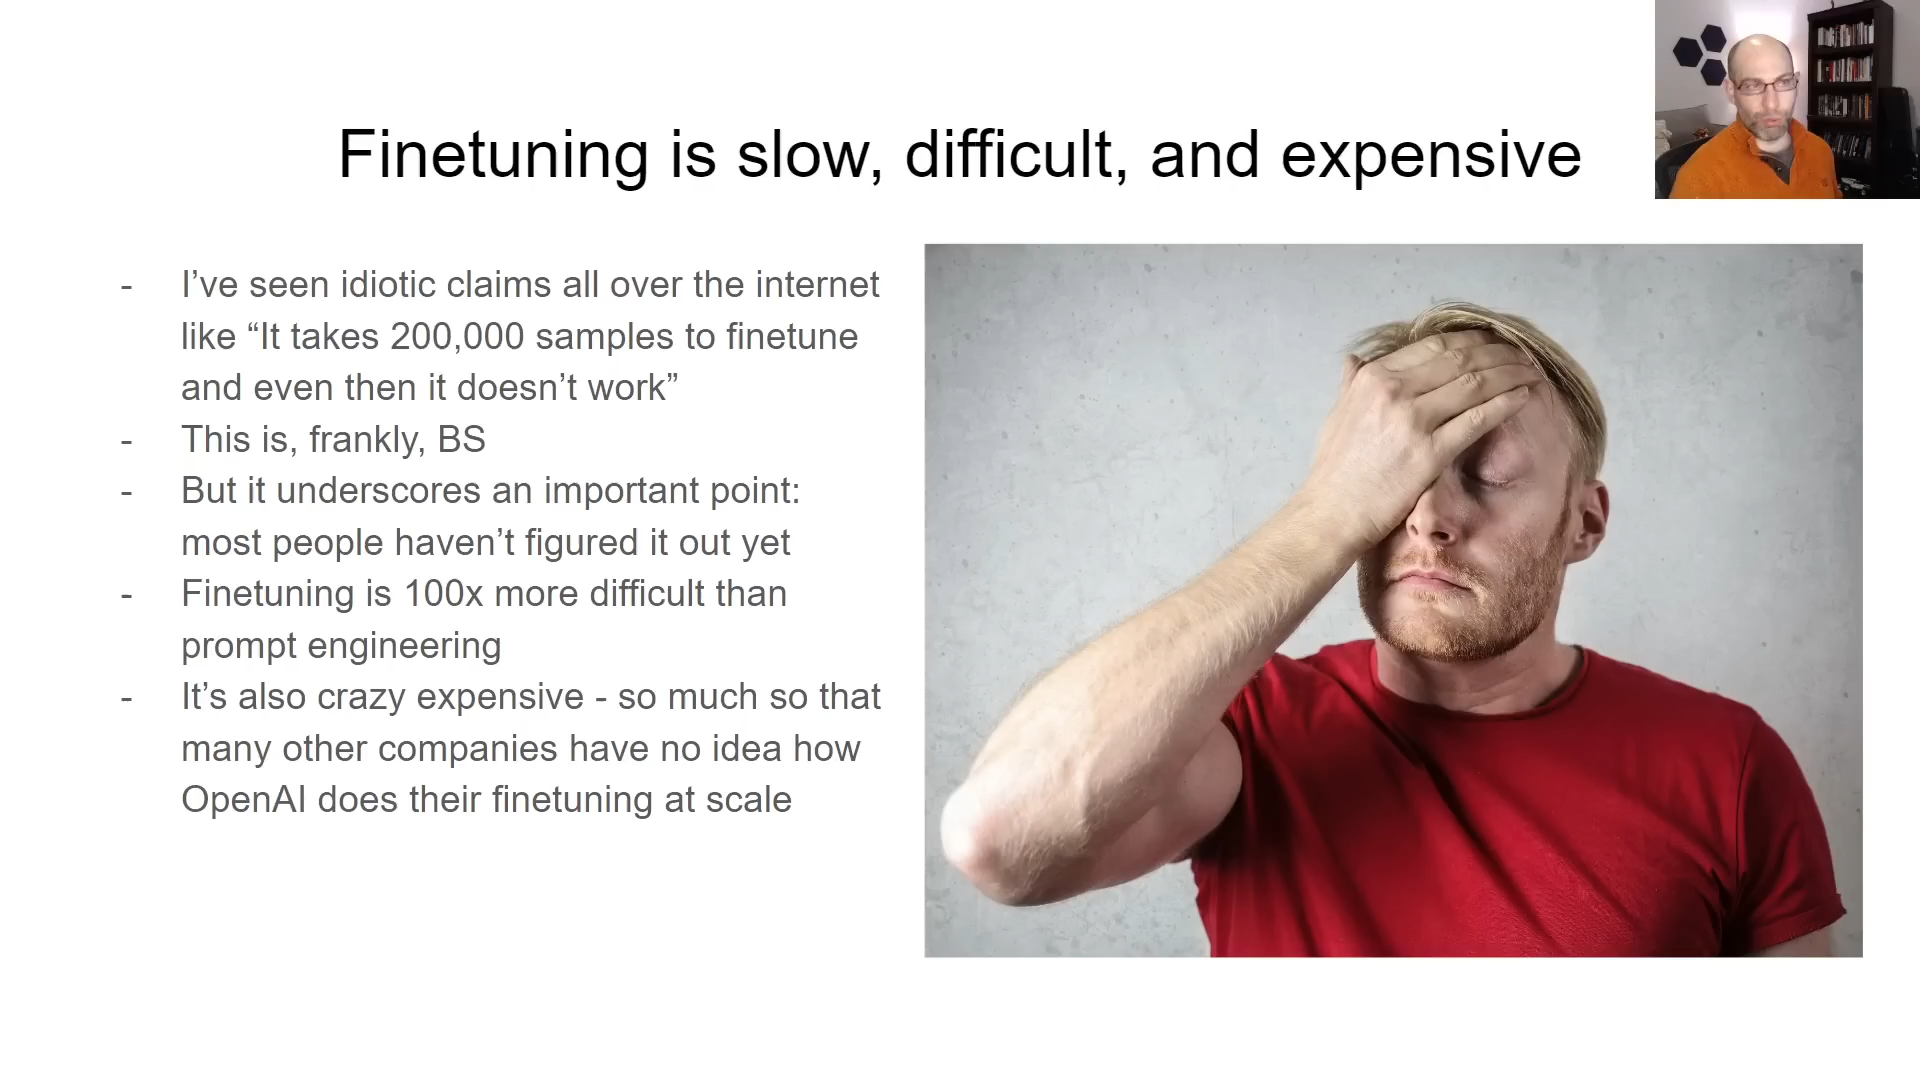 Finetuning is slow, difficult, and expensive
- I’ve seen idiotic claims all over the internet
like “It takes 200,000 samples to finetune
and even then it doesn’t work”
- This is, frankly, BS
- But it underscores an important point:
most people haven’t figured it out yet
- Finetuning is 100x more difficult than
prompt engineering
- It’s also crazy expensive - so much so that
many other companies have no idea how
OpenAI does their finetuning at scale